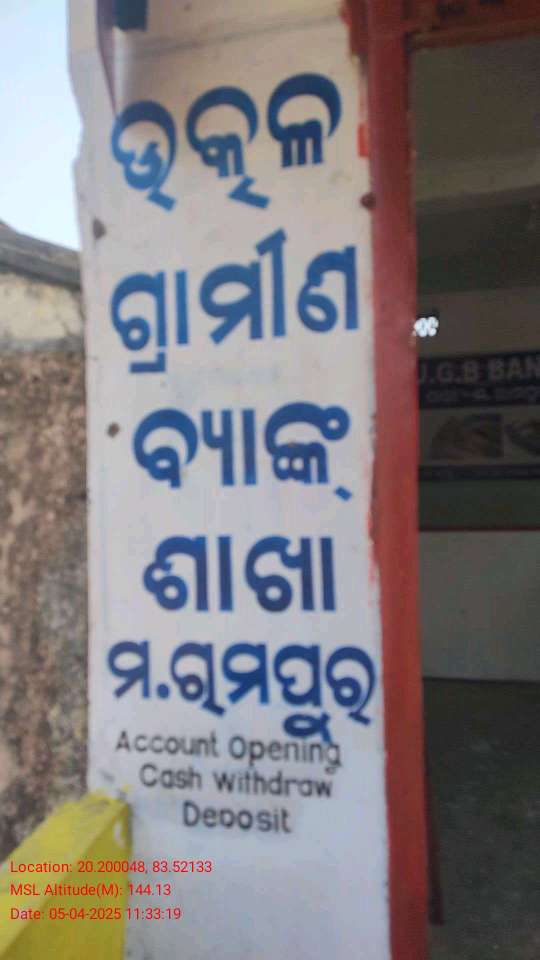 ଉତ୍କଳ
ଗ୍ରାମୀଣ
ବ୍ୟାଙ୍କ୍
ଶାଖା
ମ.ରାମପୁର
Account Opening
Cash Withdraw
Deposit
U.G.B BAN
Location: 20.200048, 83.52133
MSL Altitude(M): 144.13
Date: 05-04-2025 11:33:19